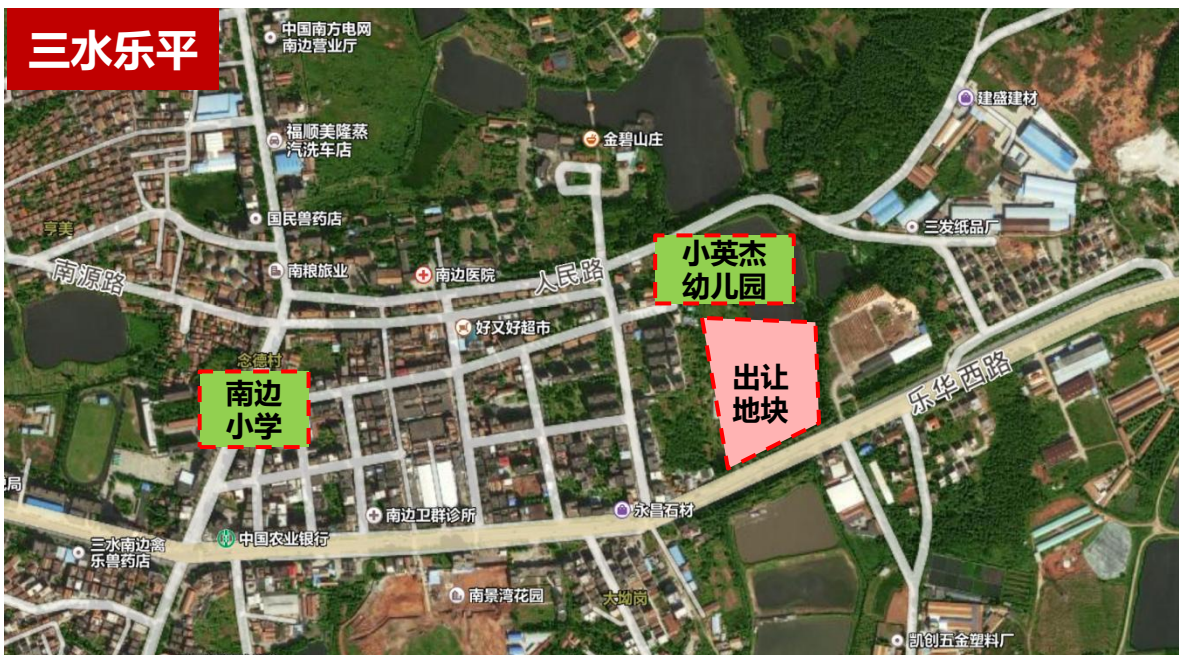 三水乐平
中国南方电网
南边营业厅
建盛建材
福顺美隆蒸
汽洗车店
金碧山庄
国民兽药店
三发纸品厂
亨美
小英杰
幼儿园
南源路
南粮旅业
南边医院
人民路
好又好超市
念德村
出让
地块
乐华西路
南边
小学
局
永昌石材
南边卫群诊所
中国农业银行
三水南边禽
乐兽药店
南景湾花园
大坳岗
凯创五金塑料厂